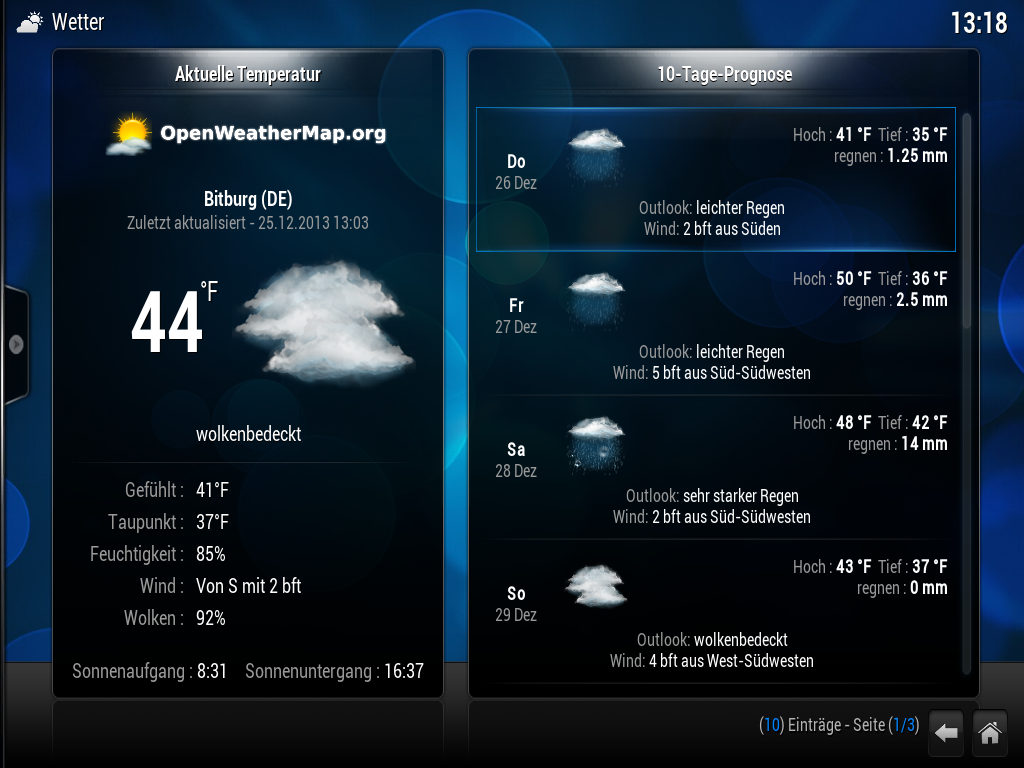 Wetter
13:18
Aktuelle Temperatur
OpenWeatherMap.org
Bitburg (DE)
Zuletzt aktualisiert - 25.12.2013 13:03
44 °F
wolkenbedeckt
Gefühlt : 41°F
Taupunkt : 37°F
Feuchtigkeit : 85%
Wind : Von S mit 2 bft
Wolken : 92%
Sonnenaufgang : 8:31 Sonnenuntergang : 16:37
10-Tage-Prognose
Hoch : 41 °F Tief : 35 °F
regnen : 1.25 mm
Do
26 Dez
Outlook: leichter Regen
Wind: 2 bft aus Süden
Hoch : 50 °F Tief : 36 °F
regnen : 2.5 mm
Fr
27 Dez
Outlook: leichter Regen
Wind: 5 bft aus Süd-Südwesten
Hoch : 48 °F Tief : 42 °F
regnen : 14 mm
Sa
28 Dez
Outlook: sehr starker Regen
Wind: 2 bft aus Süd-Südwesten
Hoch : 43 °F Tief : 37 °F
regnen : 0 mm
So
29 Dez
Outlook: wolkenbedeckt
Wind: 4 bft aus West-Südwesten
(10) Einträge - Seite (1/3)